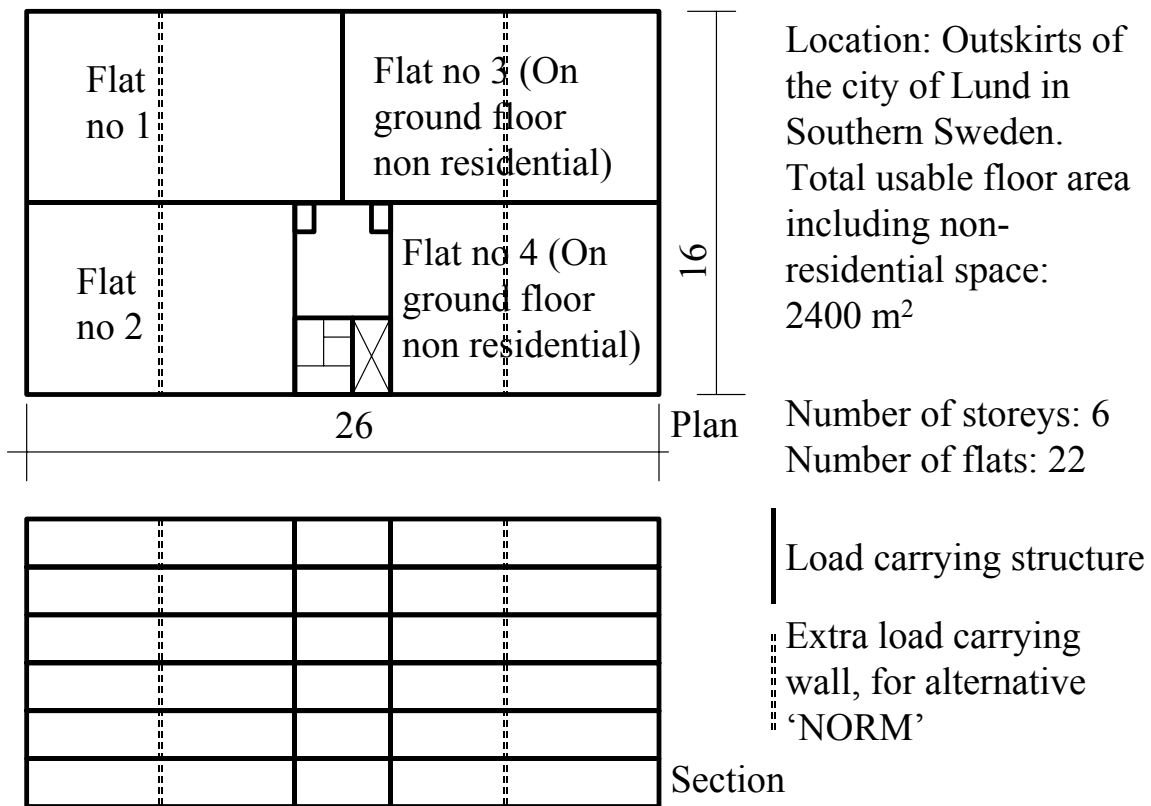 Flat
no 1
Flat no 3 (On
ground floor
non residential)
Flat
no 2
Flat no 4 (On
ground floor
non residential)
16
26
Plan
Section
Location: Outskirts of
the city of Lund in
Southern Sweden.
Total usable floor area
including non-
residential space:
2400 m²
Number of storeys: 6
Number of flats: 22
Load carrying structure
Extra load carrying
wall, for alternative
‘NORM’